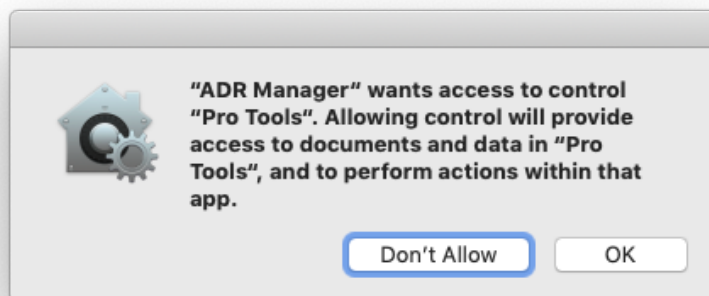 “ADR Manager“ wants access to control
“Pro Tools“. Allowing control will provide
access to documents and data in “Pro
Tools“, and to perform actions within that
app.
Don’t Allow
OK